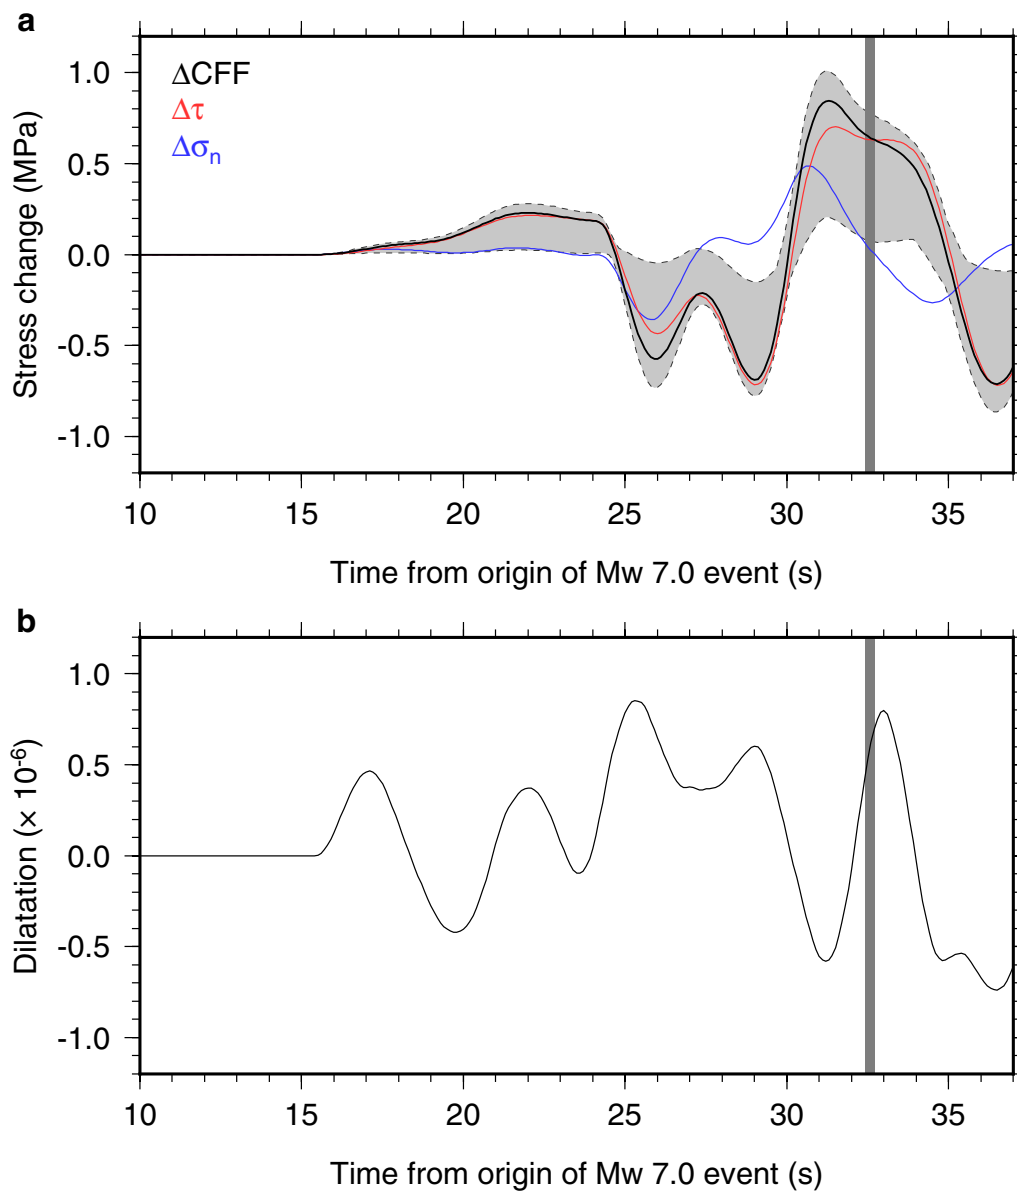 a
ΔCFF
Δτ
Δσn
Stress change (MPa)
1.0
0.5
0.0
-0.5
-1.0
10 15 20 25 30 35
Time from origin of Mw 7.0 event (s)
b
Dilatation (× 10-6)
1.0
0.5
0.0
-0.5
-1.0
10 15 20 25 30 35
Time from origin of Mw 7.0 event (s)